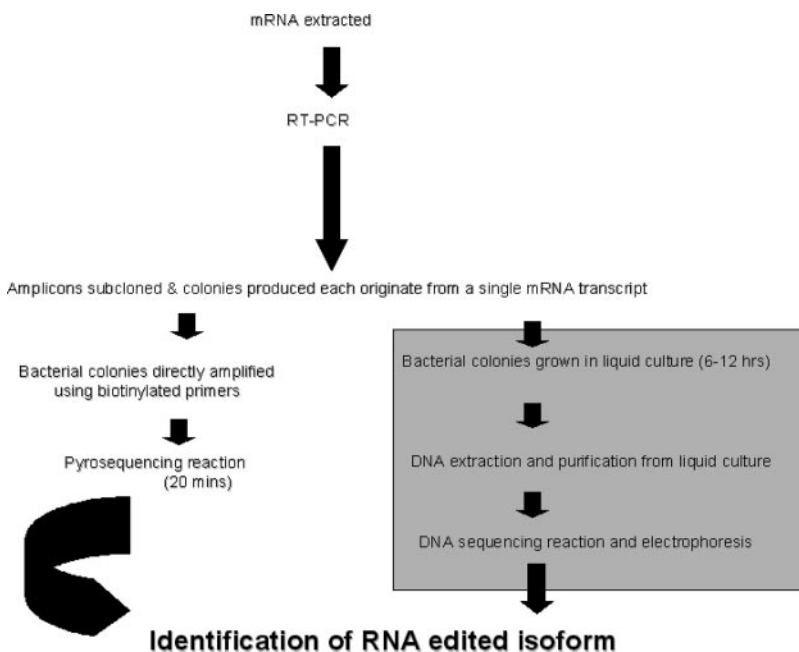 mRNA extracted
RT-PCR
Amplicons subcloned & colonies produced each originate from a single mRNA transcript
Bacterial colonies directly amplified
using biotinylated primers
Pyrosequencing reaction
(20 mins)
Bacterial colonies grown in liquid culture (6-12 hrs)
DNA extraction and purification from liquid culture
DNA sequencing reaction and electrophoresis
Identification of RNA edited isoform